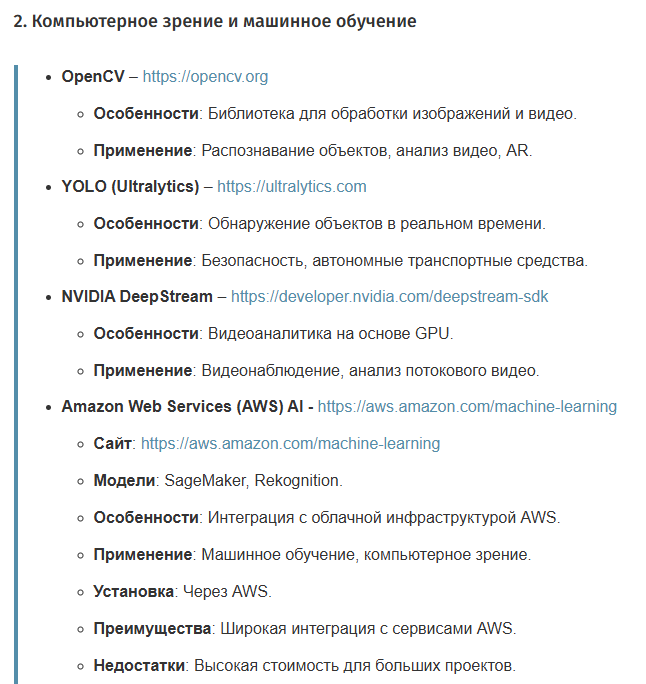 2. Компьютерное зрение и машинное обучение
OpenCV – https://opencv.org
Особенности: Библиотека для обработки изображений и видео.
Применение: Распознавание объектов, анализ видео, AR.
YOLO (Ultralytics) – https://ultralytics.com
Особенности: Обнаружение объектов в реальном времени.
Применение: Безопасность, автономные транспортные средства.
NVIDIA DeepStream – https://developer.nvidia.com/deepstream-sdk
Особенности: Видеоаналитика на основе GPU.
Применение: Видеонаблюдение, анализ потокового видео.
Amazon Web Services (AWS) AI - https://aws.amazon.com/machine-learning
Сайт: https://aws.amazon.com/machine-learning
Модели: SageMaker, Rekognition.
Особенности: Интеграция с облачной инфраструктурой AWS.
Применение: Машинное обучение, компьютерное зрение.
Установка: Через AWS.
Преимущества: Широкая интеграция с сервисами AWS.
Недостатки: Высокая стоимость для больших проектов.